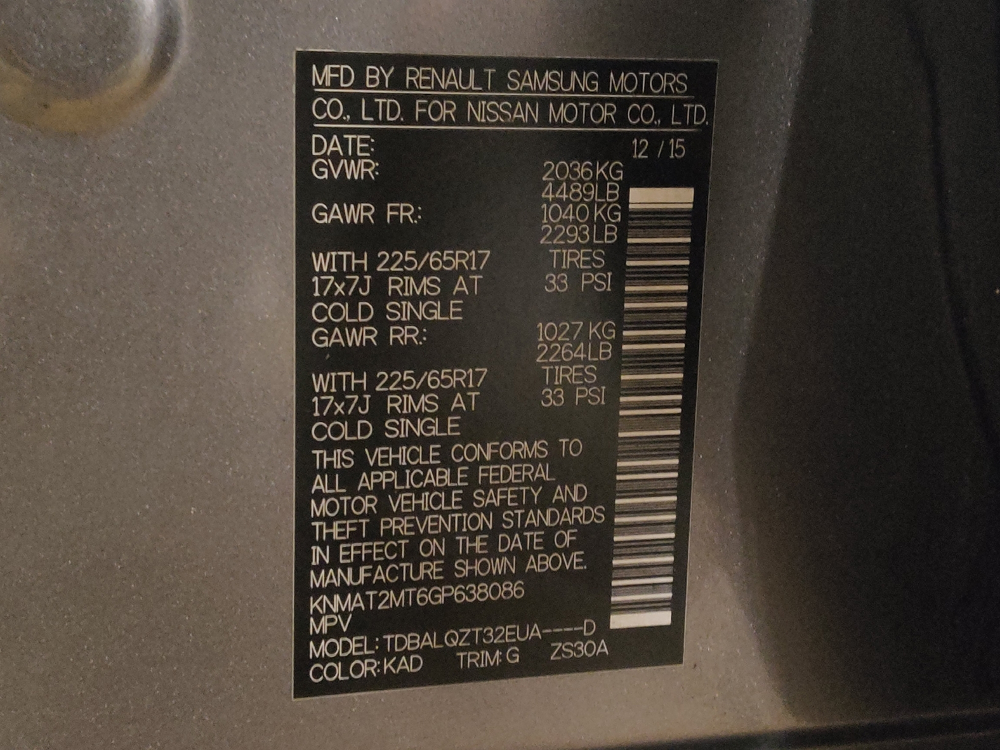 MFD BY RENAULT SAMSUNG MOTORS
CO., LTD. FOR NISSAN MOTOR CO., LTD.
DATE: 12 / 15
GVWR: 2036KG
4489LB
GAWR FR.: 1040KG
2293LB
WITH 225/65R17 TIRES
17x7J RIMS AT 33 PSI
COLD SINGLE
GAWR RR.: 1027KG
2264LB
WITH 225/65R17 TIRES
17x7J RIMS AT 33 PSI
COLD SINGLE
THIS VEHICLE CONFORMS TO
ALL APPLICABLE FEDERAL
MOTOR VEHICLE SAFETY AND
THEFT PREVENTION STANDARDS
IN EFFECT ON THE DATE OF
MANUFACTURE SHOWN ABOVE.
KNMAT2MT6GP638086
MPV
MODEL: TDBALQZT32EUA----D
COLOR: KAD TRIM: G ZS30A